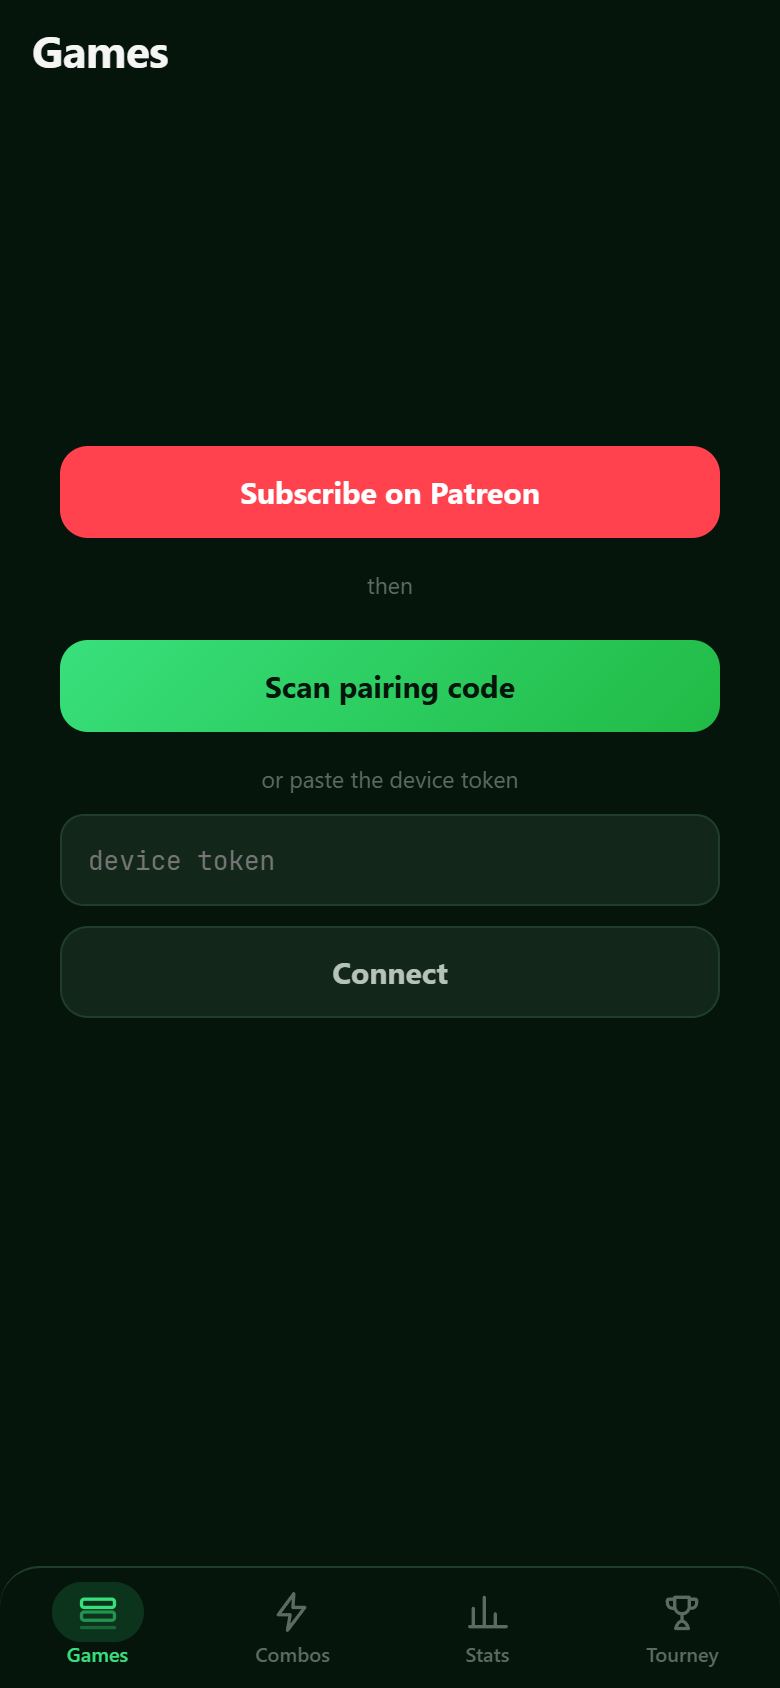 Games
Subscribe on Patreon
then
Scan pairing code
or paste the device token
device token
Connect
Games
Combos
Stats
Tourney